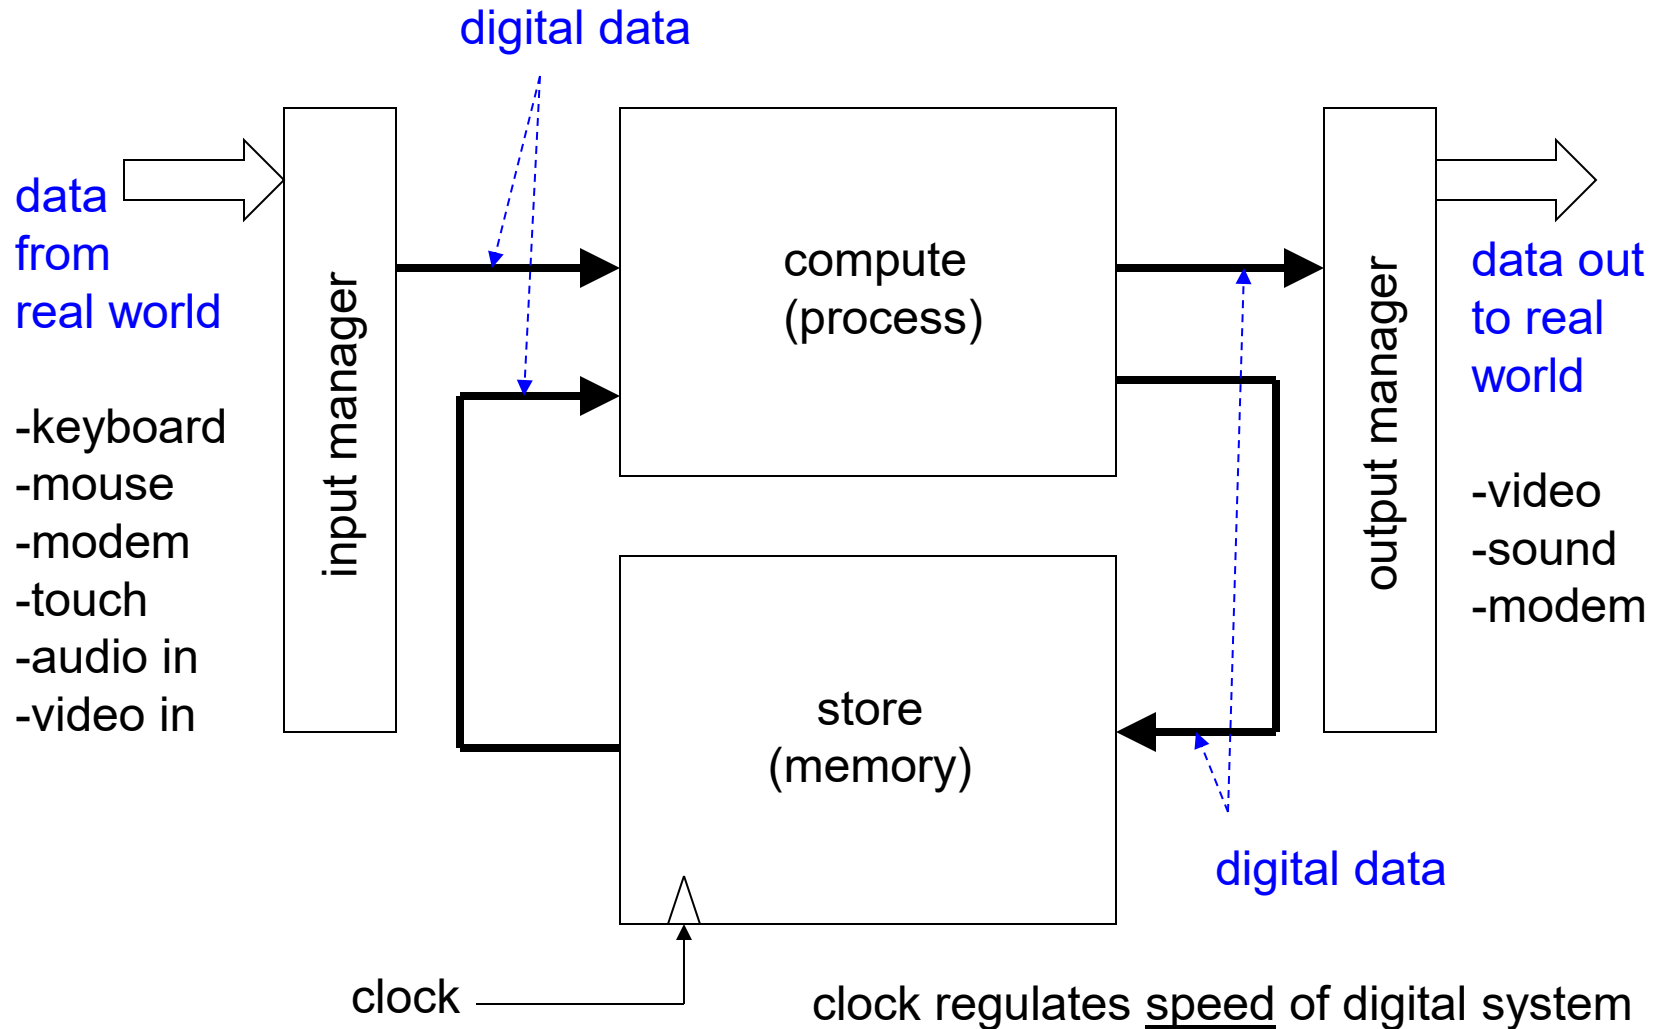 digital data
data
from
real world
-keyboard
-mouse
-modem
-touch
-audio in
-video in
input manager
compute
(process)
store
(memory)
output manager
data out
to real
world
-video
-sound
-modem
digital data
clock
clock regulates speed of digital system